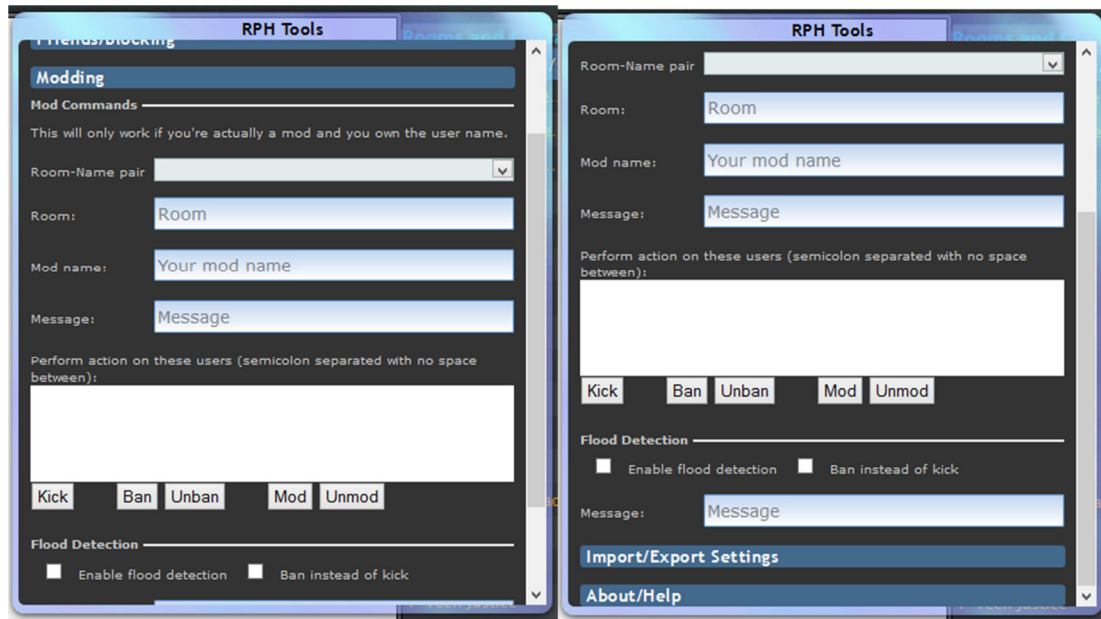 RPH Tools
Friends/Blocking
Modding
Mod Commands
This will only work if you're actually a mod and you own the user name.
Room-Name pair
Room: Room
Mod name: Your mod name
Message: Message
Perform action on these users (semicolon separated with no space
between):
Kick Ban Unban Mod Unmod
Flood Detection
Enable flood detection Ban instead of kick
RPH Tools
Room-Name pair
Room: Room
Mod name: Your mod name
Message: Message
Perform action on these users (semicolon separated with no space
between):
Kick Ban Unban Mod Unmod
Flood Detection
Enable flood detection Ban instead of kick
Message: Message
Import/Export Settings
About/Help
Rooms and
Rooms and